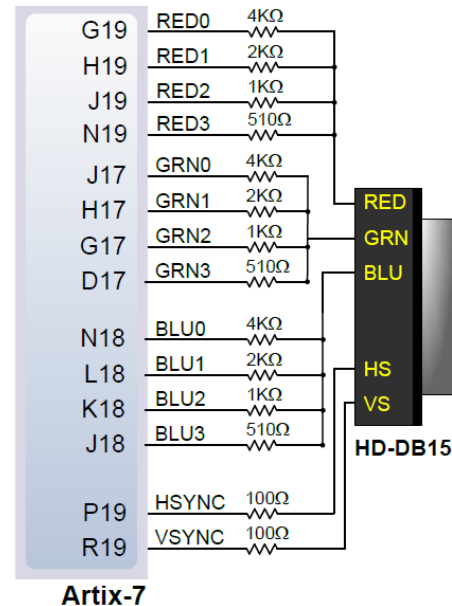 G19 RED0 4KΩ
H19 RED1 2KΩ
J19 RED2 1KΩ
N19 RED3 510Ω
J17 GRN0 4KΩ
H17 GRN1 2KΩ
G17 GRN2 1KΩ
D17 GRN3 510Ω
N18 BLU0 4KΩ
L18 BLU1 2KΩ
K18 BLU2 1KΩ
J18 BLU3 510Ω
P19 HSYNC 100Ω
R19 VSYNC 100Ω
Artix-7
RED
GRN
BLU
HS
VS
HD-DB15